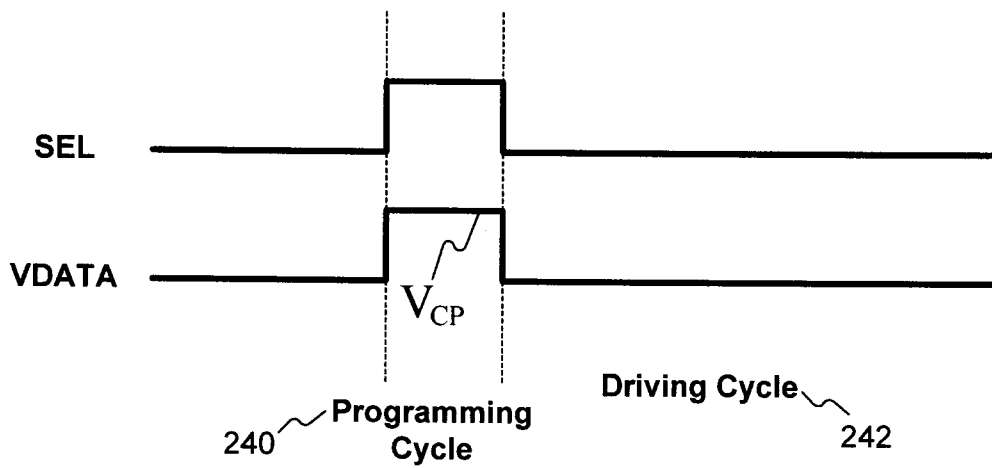 SEL
VDATA
V_CP
Driving Cycle
Programming
Cycle
240
242